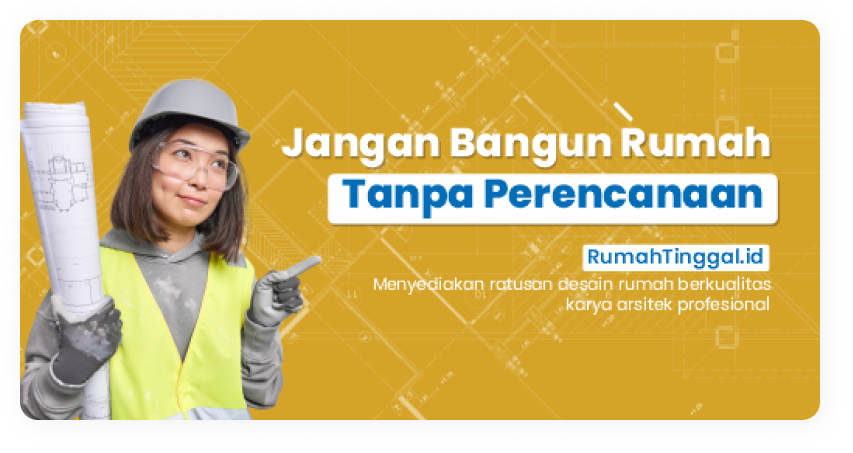 Jangan Bangun Rumah
Tanpa Perencanaan
RumahTinggal.id
Menyediakan ratusan desain rumah berkualitas
karya arsitek profesional